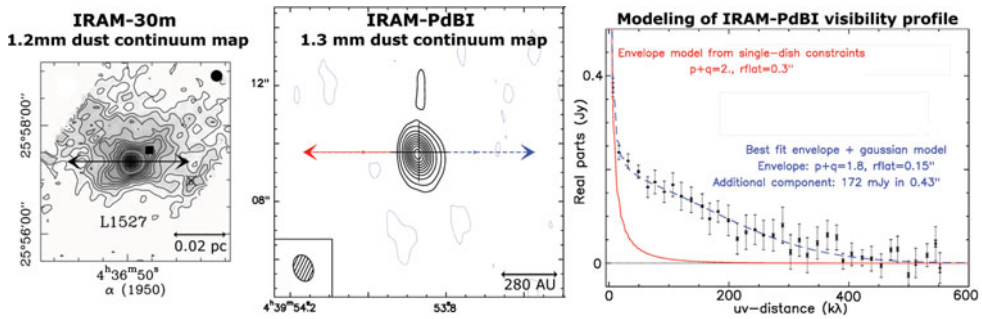 IRAM-30m
1.2mm dust continuum map
25°58'00"
25°56'00"
L1527
0.02 pc
4ʰ36ᵐ50ˢ
α (1950)
IRAM-PdBI
1.3 mm dust continuum map
12"
08"
280 AU
4ʰ39ᵐ54.ˢ2
53.ˢ8
Modeling of IRAM-PdBI visibility profile
Envelope model from single-dish constraints
p+q=2., rflat=0.3"
Best fit envelope + gaussian model
Envelope: p+q=1.8, rflat=0.15"
Additional component: 172 mJy in 0.43"
Real parts (Jy)
0.4
0.2
0
0
200
400
600
uv-distance (kλ)